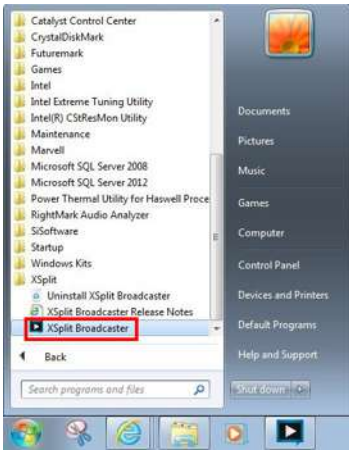 Catalyst Control Center
CrystalDiskMark
Futuremark
Games
Intel
Intel Extreme Tuning Utility
Intel(R) CStResMon Utility
Maintenance
Marvell
Microsoft SQL Server 2008
Microsoft SQL Server 2012
Power Thermal Utility for Haswell Proce
RightMark Audio Analyzer
SiSoftware
Startup
Windows Kits
XSplit
Uninstall XSplit Broadcaster
XSplit Broadcaster Release Notes
XSplit Broadcaster
Back
Search programs and files
Documents
Pictures
Music
Games
Computer
Control Panel
Devices and Printers
Default Programs
Help and Support
Shut down